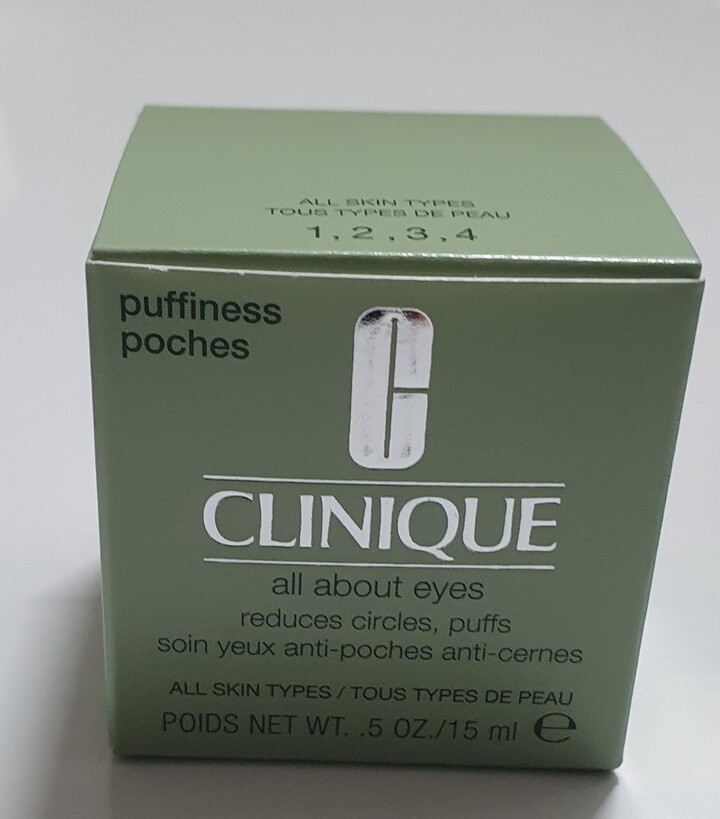 ALL SKIN TYPES
TOUS TYPES DE PEAU
1,2,3,4
puffiness
poches
C
CLINIQUE
all about eyes
reduces circles, puffs
soin yeux anti-poches anti-cernes
ALL SKIN TYPES / TOUS TYPES DE PEAU
POIDS NET WT. .5 OZ./15 ml ℮